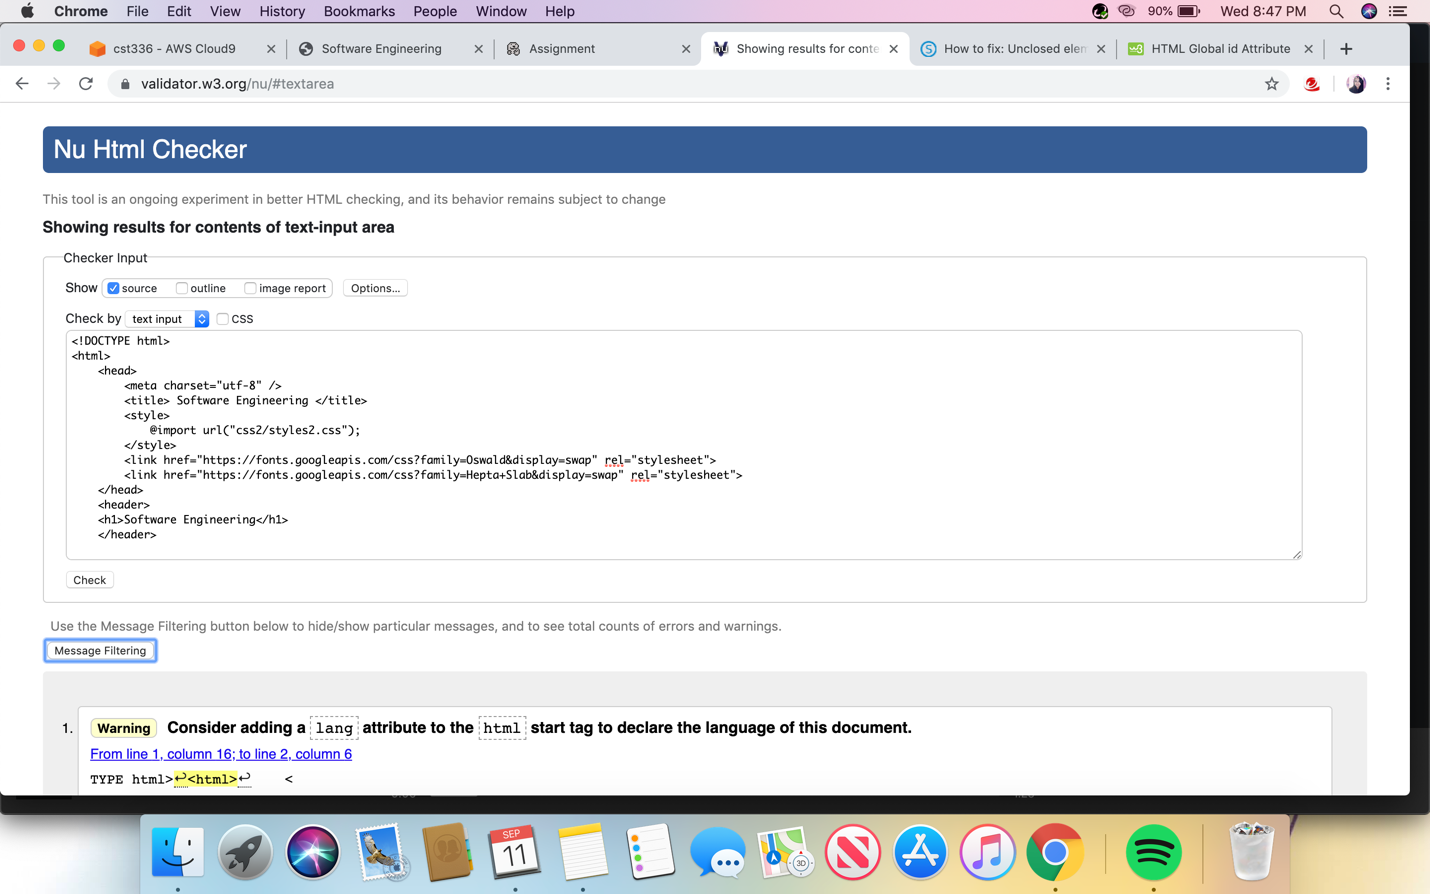 Chrome File Edit View History Bookmarks People Window Help 90% Wed 8:47 PM
cst336 - AWS Cloud9 Software Engineering Assignment Showing results for conte How to fix: Unclosed elem HTML Global id Attribute
validator.w3.org/nu/#textarea
Nu Html Checker
This tool is an ongoing experiment in better HTML checking, and its behavior remains subject to change
Showing results for contents of text-input area
Checker Input
Show source outline image report Options...
Check by text input CSS
<!DOCTYPE html>
<html>
<head>
<meta charset="utf-8" />
<title> Software Engineering </title>
<style>
@import url("css2/styles2.css");
</style>
<link href="https://fonts.googleapis.com/css?family=Oswald&display=swap" rel="stylesheet">
<link href="https://fonts.googleapis.com/css?family=Hepta+Slab&display=swap" rel="stylesheet">
</head>
<header>
<h1>Software Engineering</h1>
</header>
Check
Use the Message Filtering button below to hide/show particular messages, and to see total counts of errors and warnings.
Message Filtering
1. Warning Consider adding a lang attribute to the html start tag to declare the language of this document.
From line 1, column 16; to line 2, column 6
TYPE html>↩<html>↩ <
SEP
11
3D